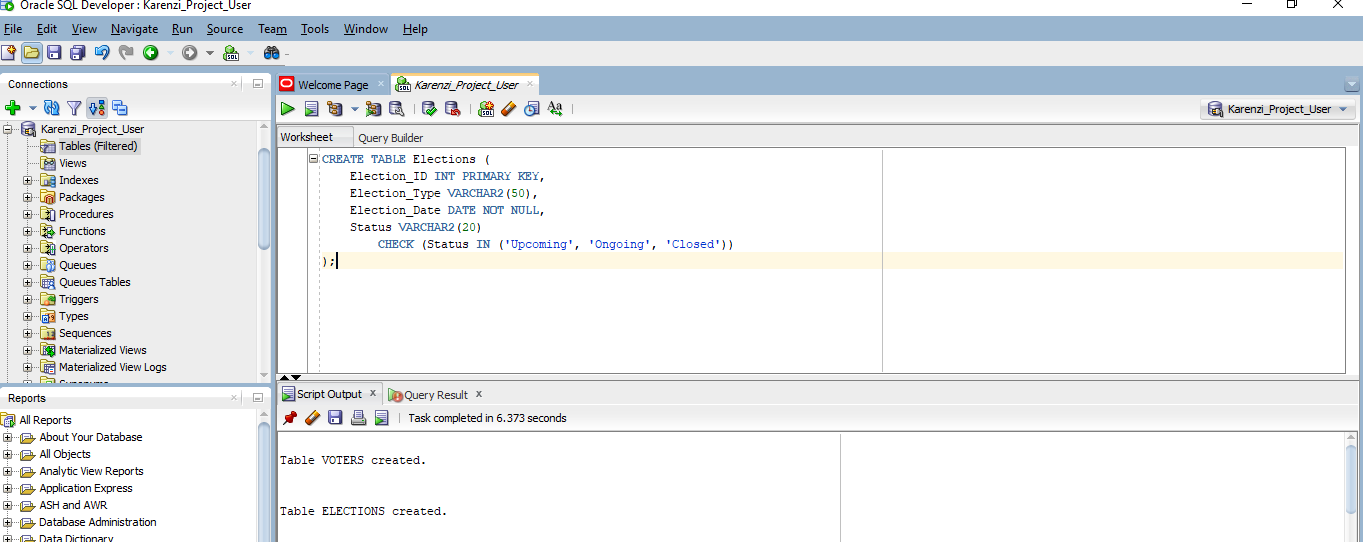 Oracle SQL Developer : Karenzi_Project_User
File Edit View Navigate Run Source Team Tools Window Help
Connections
Karenzi_Project_User
Tables (Filtered)
Views
Indexes
Packages
Procedures
Functions
Operators
Queues
Queues Tables
Triggers
Types
Sequences
Materialized Views
Materialized View Logs
Reports
All Reports
About Your Database
All Objects
Analytic View Reports
Application Express
ASH and AWR
Database Administration
Data Dictionary
Welcome Page
Karenzi_Project_User
Karenzi_Project_User
Worksheet Query Builder
CREATE TABLE Elections (
Election_ID INT PRIMARY KEY,
Election_Type VARCHAR2(50),
Election_Date DATE NOT NULL,
Status VARCHAR2(20)
CHECK (Status IN ('Upcoming', 'Ongoing', 'Closed'))
);
Script Output x Query Result x
Task completed in 6.373 seconds
Table VOTERS created.
Table ELECTIONS created.